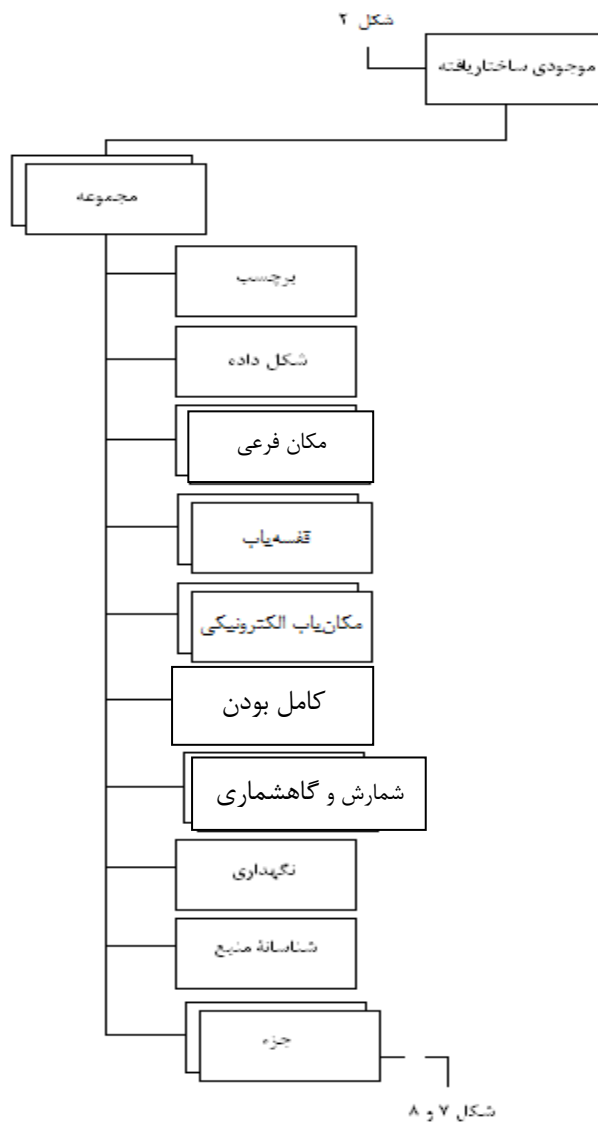 شکل ۲
موجودی ساختاریافته
مجموعه
برچسب
شکل داده
مکان فرعی
قفسه‌یاب
مکان‌یاب الکترونیکی
کامل بودن
شمارش و گاهشماری
نگهداری
شناسانۀ منبع
جزء
شکل ۷ و ۸